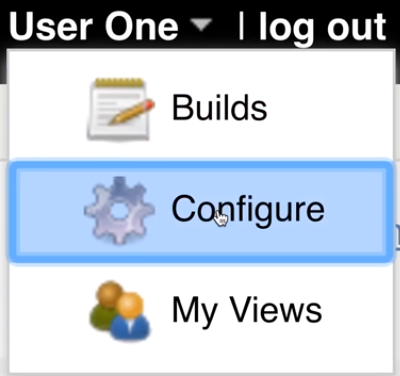 User One | log out
Builds
Configure
My Views